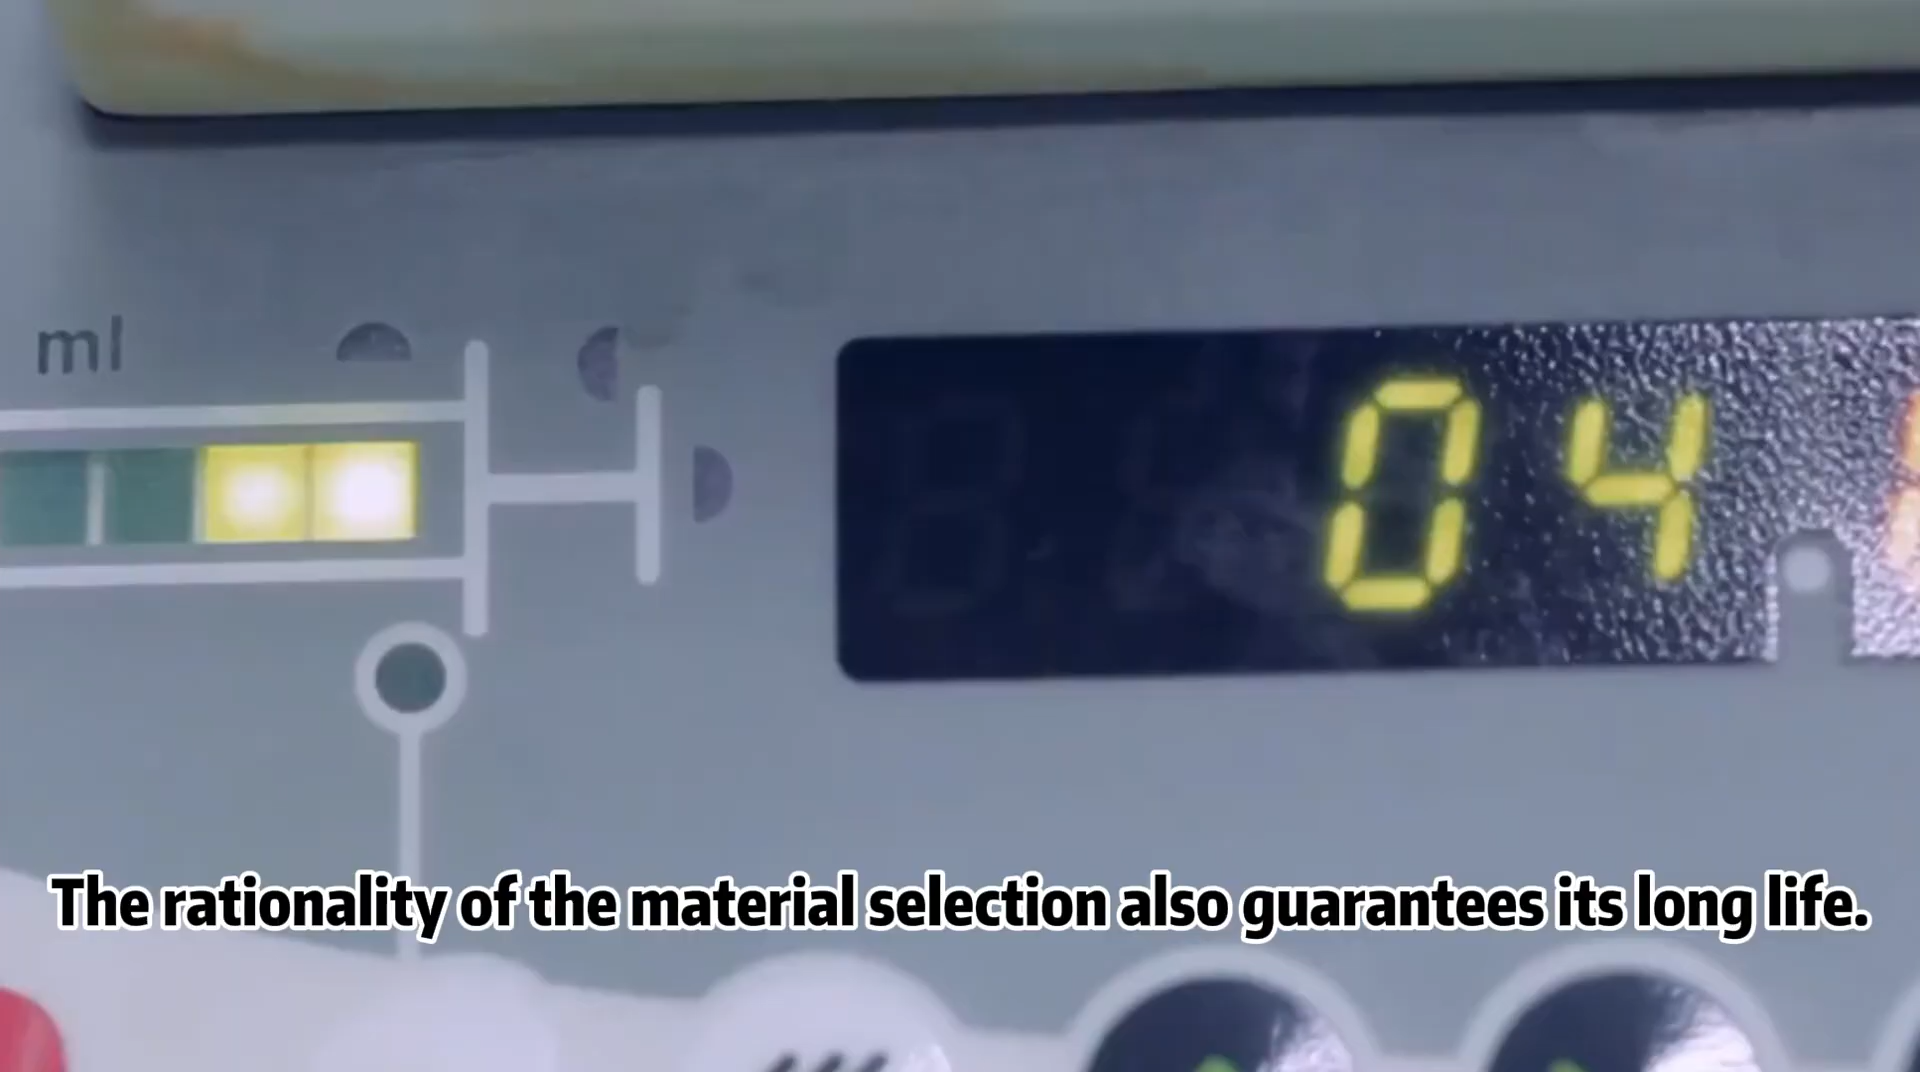 ml
04
The rationality of the material selection also guarantees its long life.